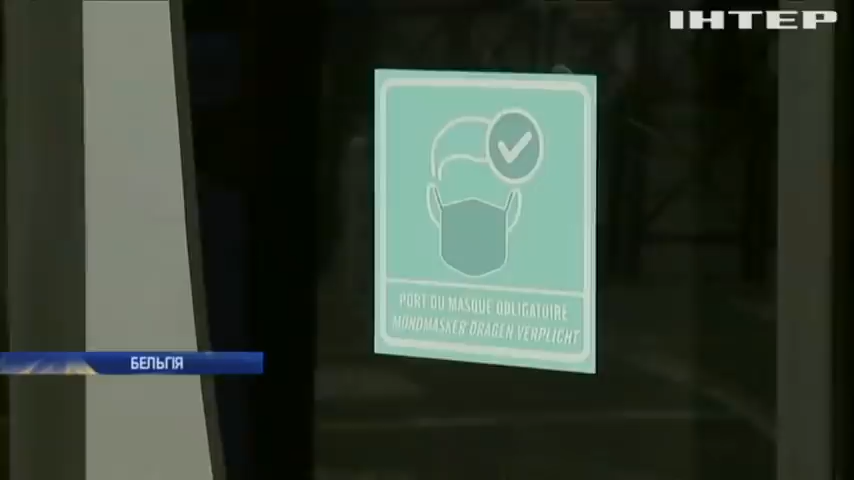 ІНТЕР
PORT DU MASQUE OBLIGATOIRE
MONDMASKER DRAGEN VERPLICHT
БЕЛЬГІЯ